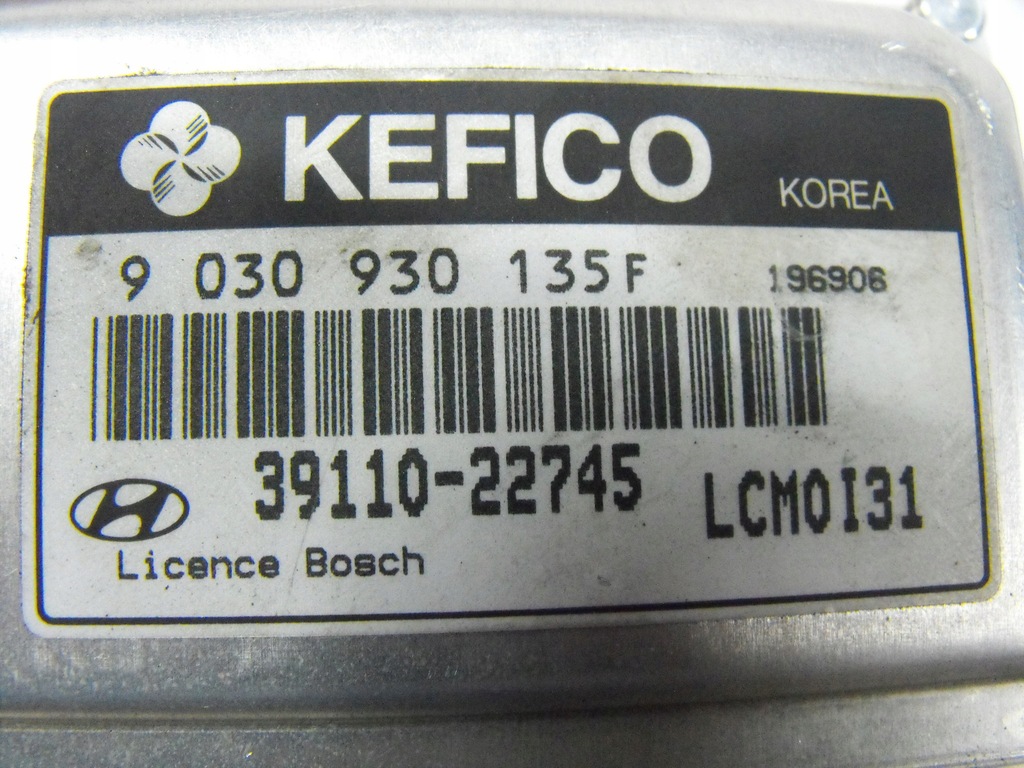 KEFICO KOREA
9 030 930 135F 196906
39110-22745 LCM0I31
Licence Bosch